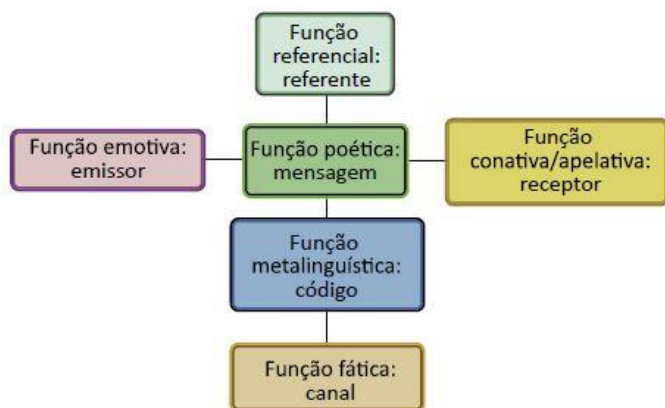 Função
referencial:
referente
Função emotiva:
emissor
Função poética:
mensagem
Função
conativa/apelativa:
receptor
Função
metalinguística:
código
Função fática:
canal